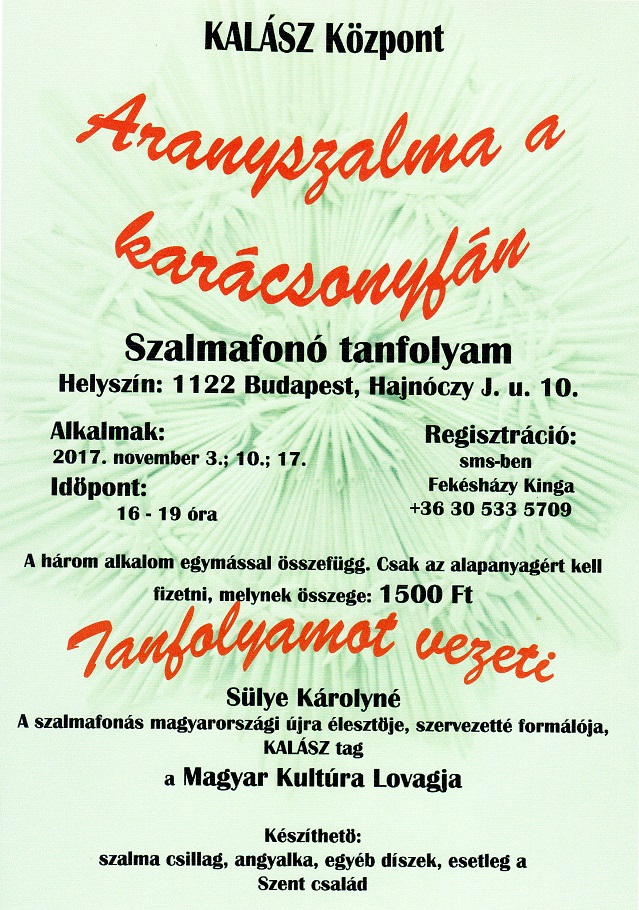 KALÁSZ Központ
Aranyszalma a
karácsonyfán
Szalmafonó tanfolyam
Helyszín: 1122 Budapest, Hajnóczy J. u. 10.
Alkalmak:
2017. november 3.; 10.; 17.
Idöpont:
16 - 19 óra
Regisztráció:
sms-ben
Fekésházy Kinga
+36 30 533 5709
A három alkalom egymással összefügg. Csak az alapanyagért kell
fizetni, melynek összege: 1500 Ft
Tanfolyamot vezeti
Sülye Károlyné
A szalmafonás magyarországi újra élesztöje, szervezetté formálója,
KALÁSZ tag
a Magyar Kultúra Lovagja
Készíthetö:
szalma csillag, angyalka, egyéb díszek, esetleg a
Szent család